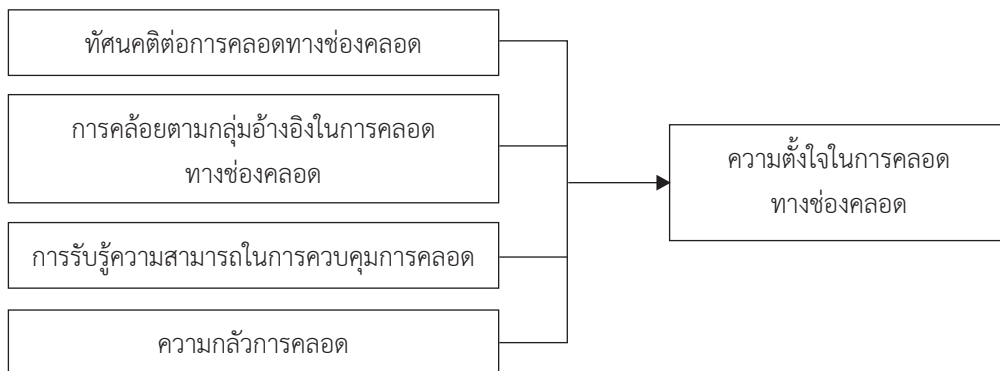 ทัศนคติต่อการคลอดทางช่องคลอด
การคล้อยตามกลุ่มอ้างอิงในการคลอด
ทางช่องคลอด
การรับรู้ความสามารถในการควบคุมการคลอด
ความกลัวการคลอด
ความตั้งใจในการคลอด
ทางช่องคลอด